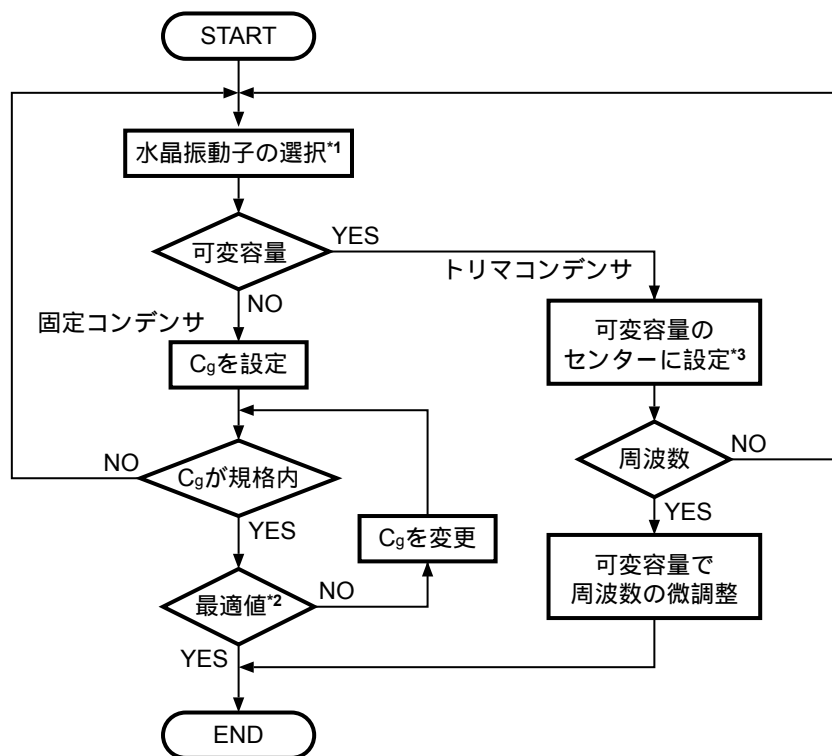 START
水晶振動子の選択*1
可変容量
YES
トリマコンデンサ
NO
固定コンデンサ
Cgを設定
可変容量の
センターに設定*3
NO
Cgが規格内
周波数
NO
YES
Cgを変更
YES
可変容量で
周波数の微調整
最適値*2
NO
YES
END